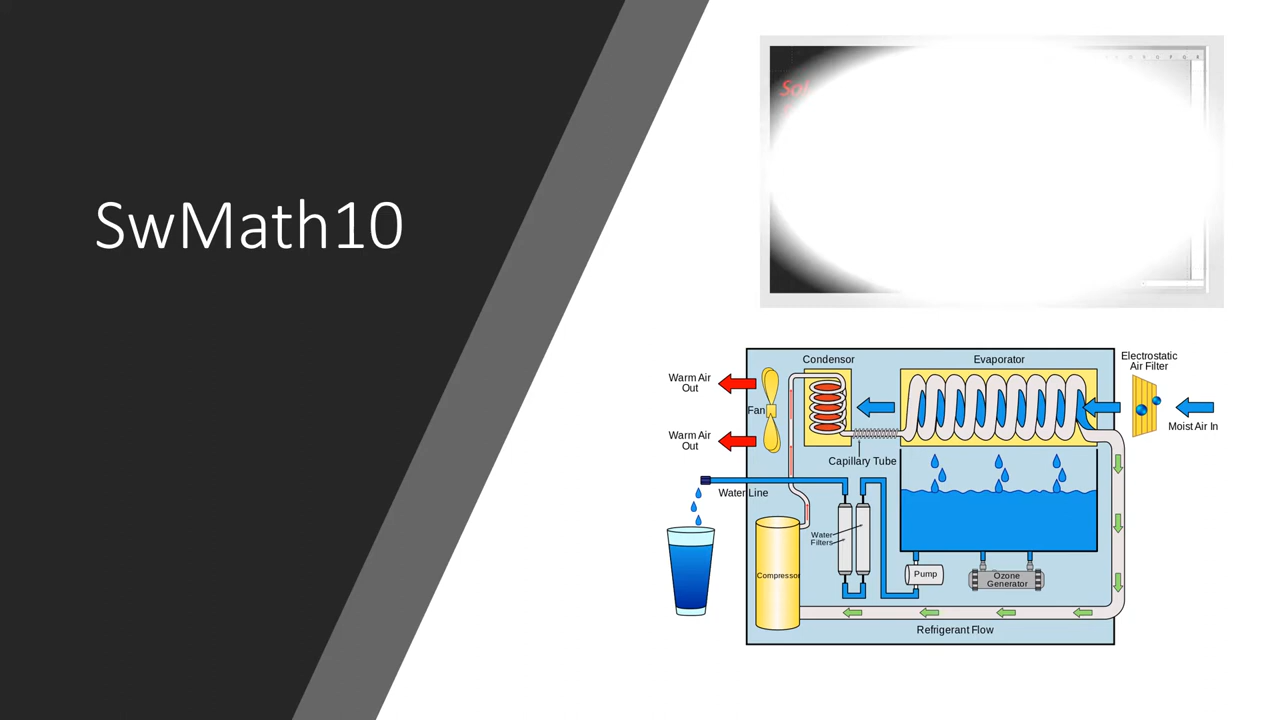 SwMath10
Sol
Condensor
Evaporator
Electrostatic
Air Filter
Warm Air
Out
Fan
Moist Air In
Warm Air
Out
Capillary Tube
Water Line
Water
Filters
Compressor
Pump
Ozone
Generator
Refrigerant Flow